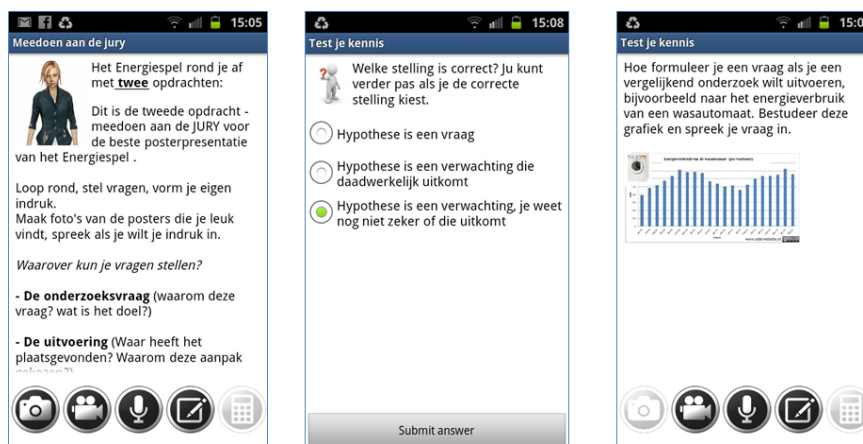 15:05
Meedoen aan de jury
Het Energiespel rond je af
met twee opdrachten:
Dit is de tweede opdracht -
meedoen aan de JURY voor
de beste posterpresentatie
van het Energiespel .
Loop rond, stel vragen, vorm je eigen
indruk.
Maak foto's van de posters die je leuk
vindt, spreek als je wilt je indruk in.
Waarover kun je vragen stellen?
- De onderzoeksvraag (waarom deze
vraag? wat is het doel?)
- De uitvoering (Waar heeft het
plaatsgevonden? Waarom deze aanpak
15:08
Test je kennis
Welke stelling is correct? Ju kunt
verder pas als je de correcte
stelling kiest.
Hypothese is een vraag
Hypothese is een verwachting die
daadwerkelijk uitkomt
Hypothese is een verwachting, je weet
nog niet zeker of die uitkomt
Submit answer
15:0
Test je kennis
Hoe formuleer je een vraag als je een
vergelijkend onderzoek wilt uitvoeren,
bijvoorbeeld naar het energieverbruik
van een wasautomaat. Bestudeer deze
grafiek en spreek je vraag in.